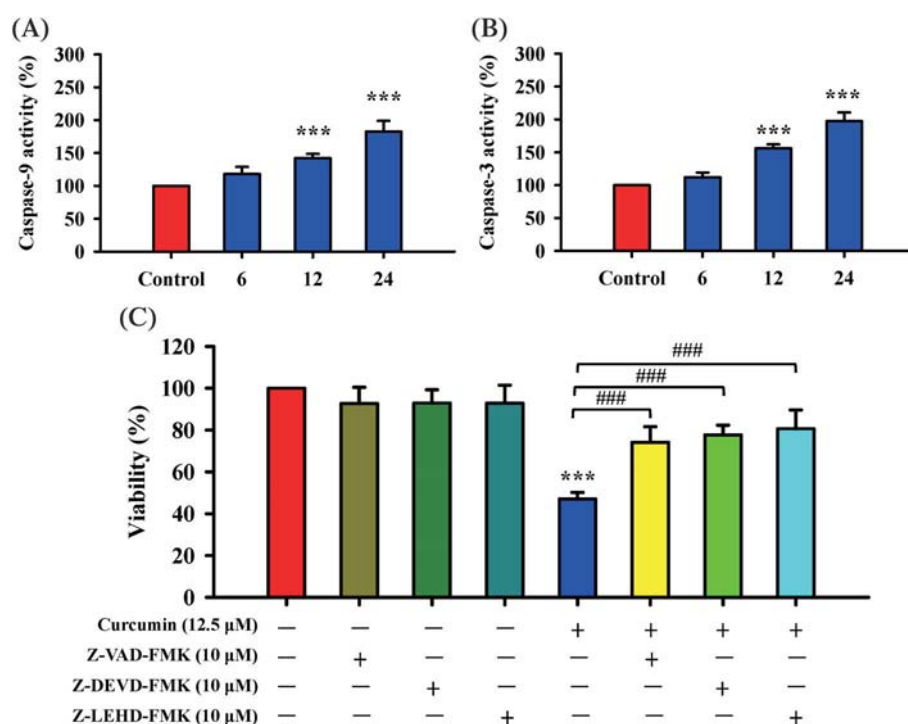 (A)
Caspase-9 activity (%)
300
250
200
150
100
50
0
***
***
Control 6 12 24
(B)
Caspase-3 activity (%)
300
250
200
150
100
50
0
***
***
Control 6 12 24
(C)
Viability (%)
120
100
80
60
40
20
0
###
###
###
***
Curcumin (12.5 μM) — — — — + + + +
Z-VAD-FMK (10 μM) — + — — — + — —
Z-DEVD-FMK (10 μM) — — + — — — + —
Z-LEHD-FMK (10 μM) — — — + — — — +